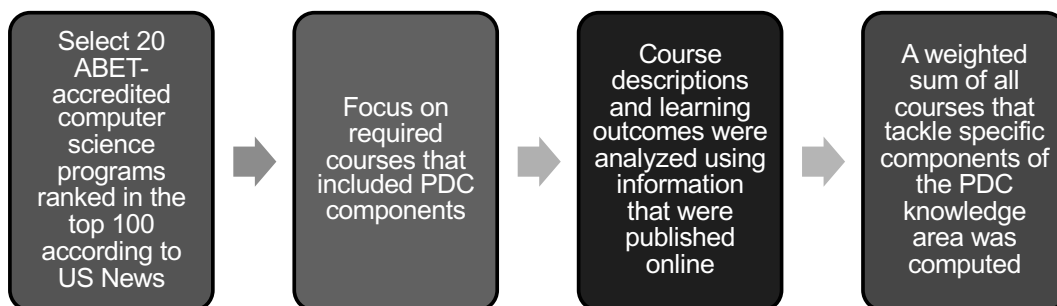 Select 20
ABET-
accredited
computer
science
programs
ranked in the
top 100
according to
US News
Focus on
required
courses that
included PDC
components
Course
descriptions
and learning
outcomes were
analyzed using
information
that were
published
online
A weighted
sum of all
courses that
tackle specific
components of
the PDC
knowledge
area was
computed